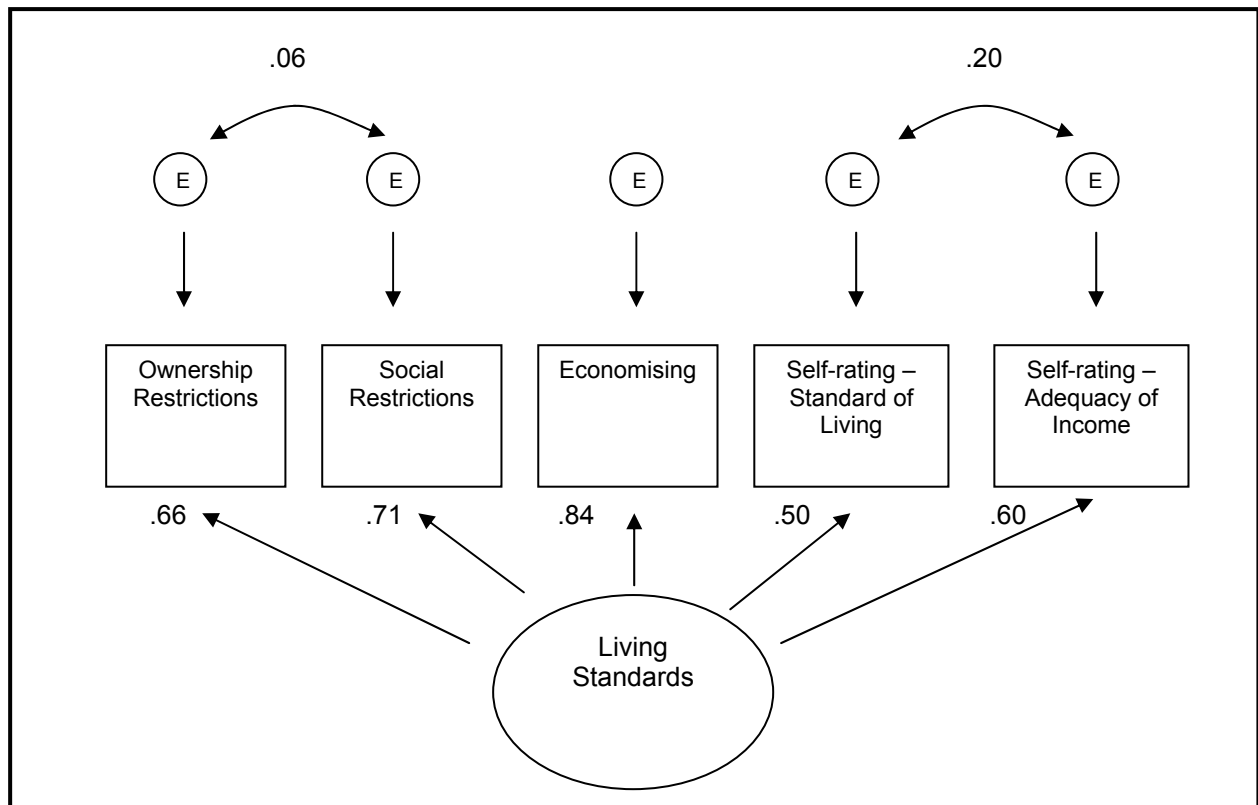 .06
.20
E
E
E
E
E
Ownership
Restrictions
Social
Restrictions
Economising
Self-rating –
Standard of
Living
Self-rating –
Adequacy of
Income
.66
.71
.84
.50
.60
Living
Standards